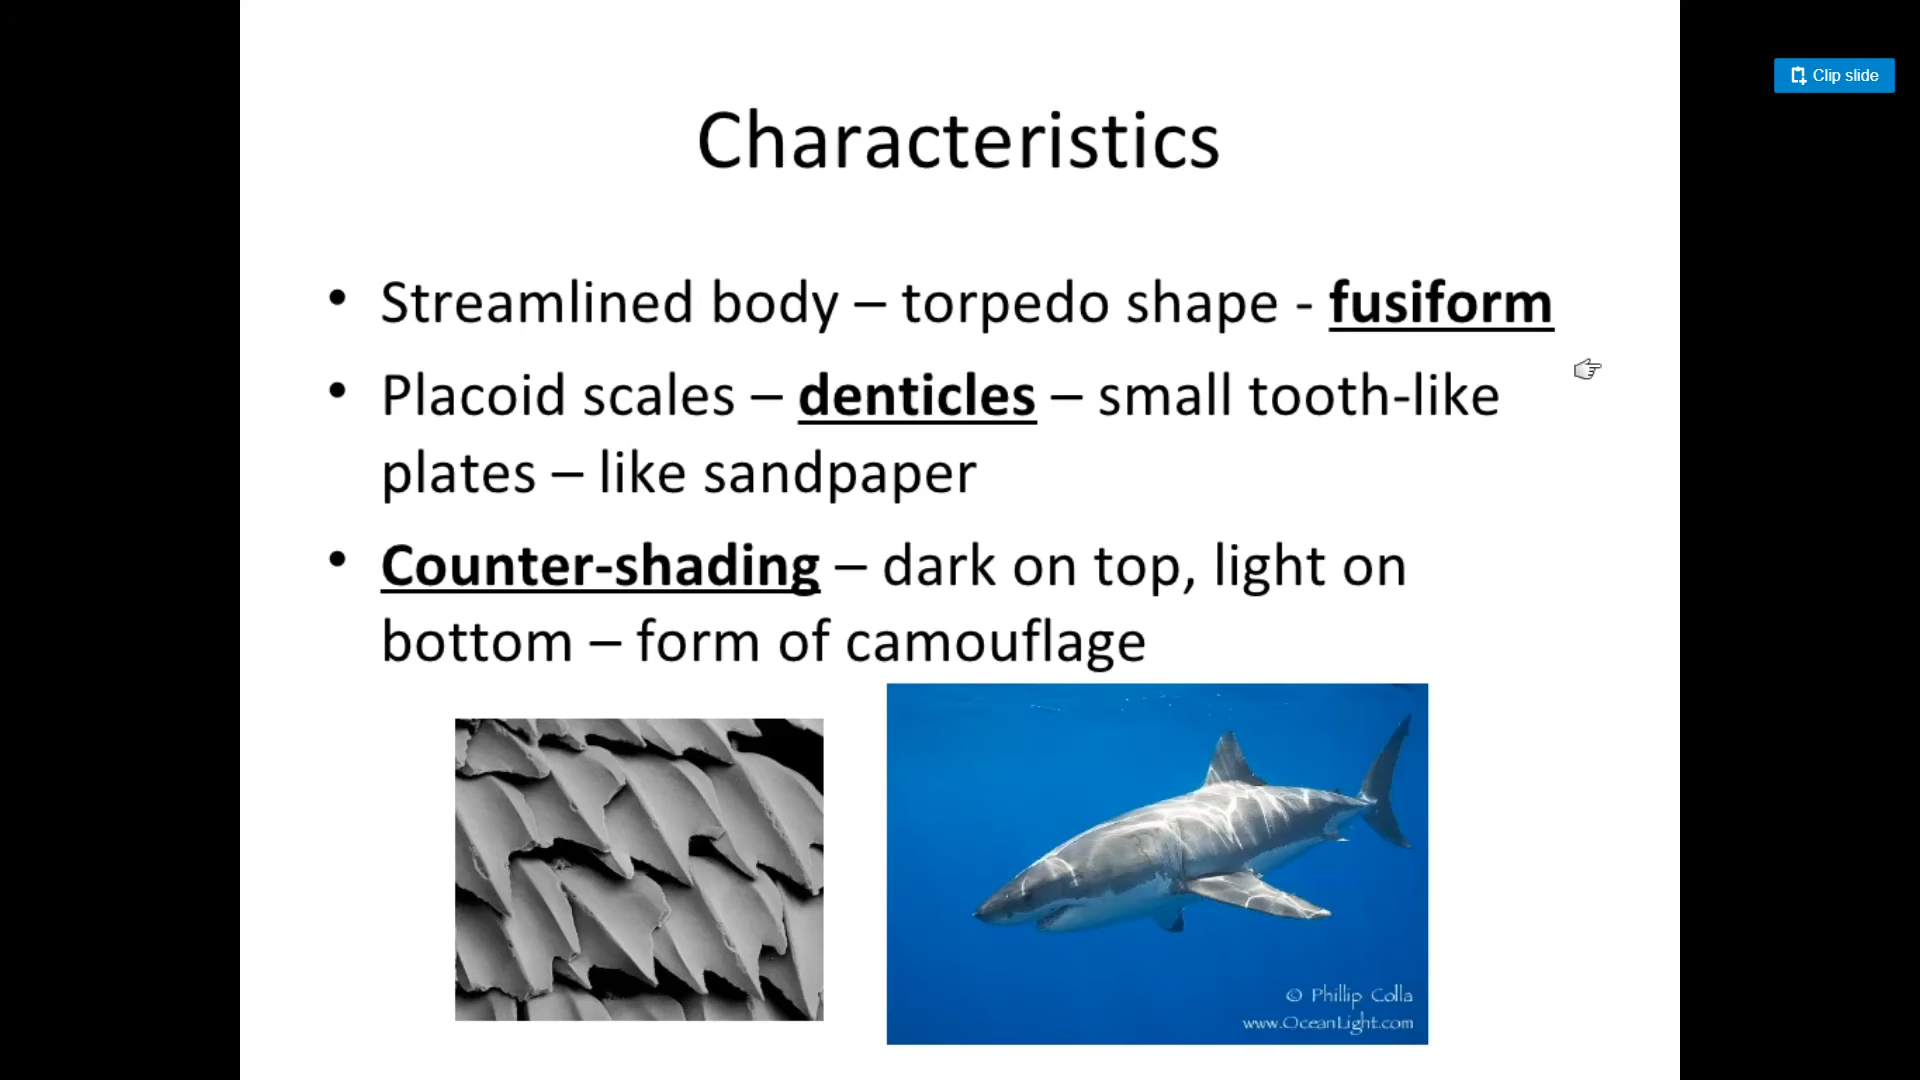 Clip slide
Characteristics
• Streamlined body – torpedo shape - fusiform
• Placoid scales – denticles – small tooth-like
plates – like sandpaper
• Counter-shading – dark on top, light on
bottom – form of camouflage
© Phillip Colla
www.OceanLight.com